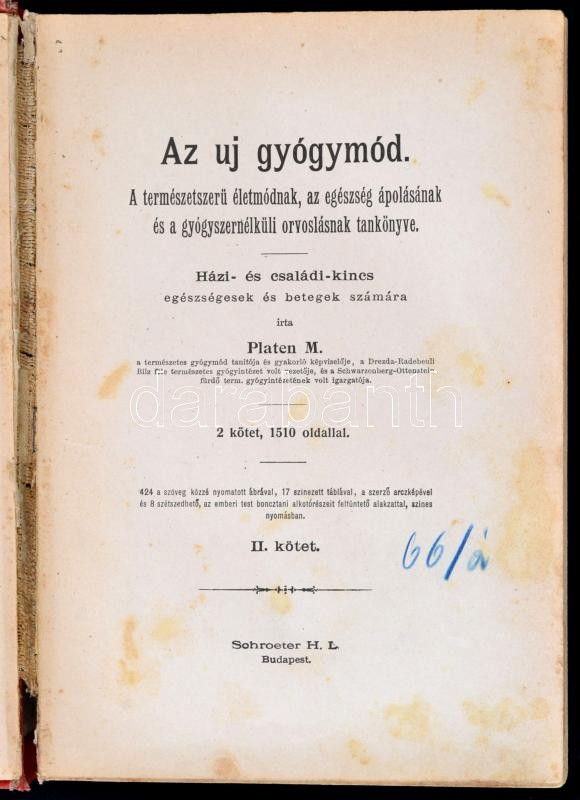 Az uj gyógymód.
A természetszerü életmódnak, az egészség ápolásának
és a gyógyszernélküli orvoslásnak tankönyve.
Házi- és családi-kincs
egészségesek és betegek számára
irta
Platen M.
a természetes gyógymód tanitója és gyakorló képviselője, a Drezda-Radebeuli
Bilz féle természetes gyógyintézet volt vezetője, és a Schwarzenberg-Ottenstein
fürdő term. gyógyintézetének volt igazgatója.
darabanth
2 kötet, 1510 oldallal.
424 a szöveg közzé nyomatott ábrával, 17 szinezett táblával, a szerző arczképével
és 8 szétszedhető, az emberi test boncztani alkotórészeit feltüntető alakzattal, szines
nyomásban.
II. kötet.
66/á
Schroeter H. L.
Budapest.